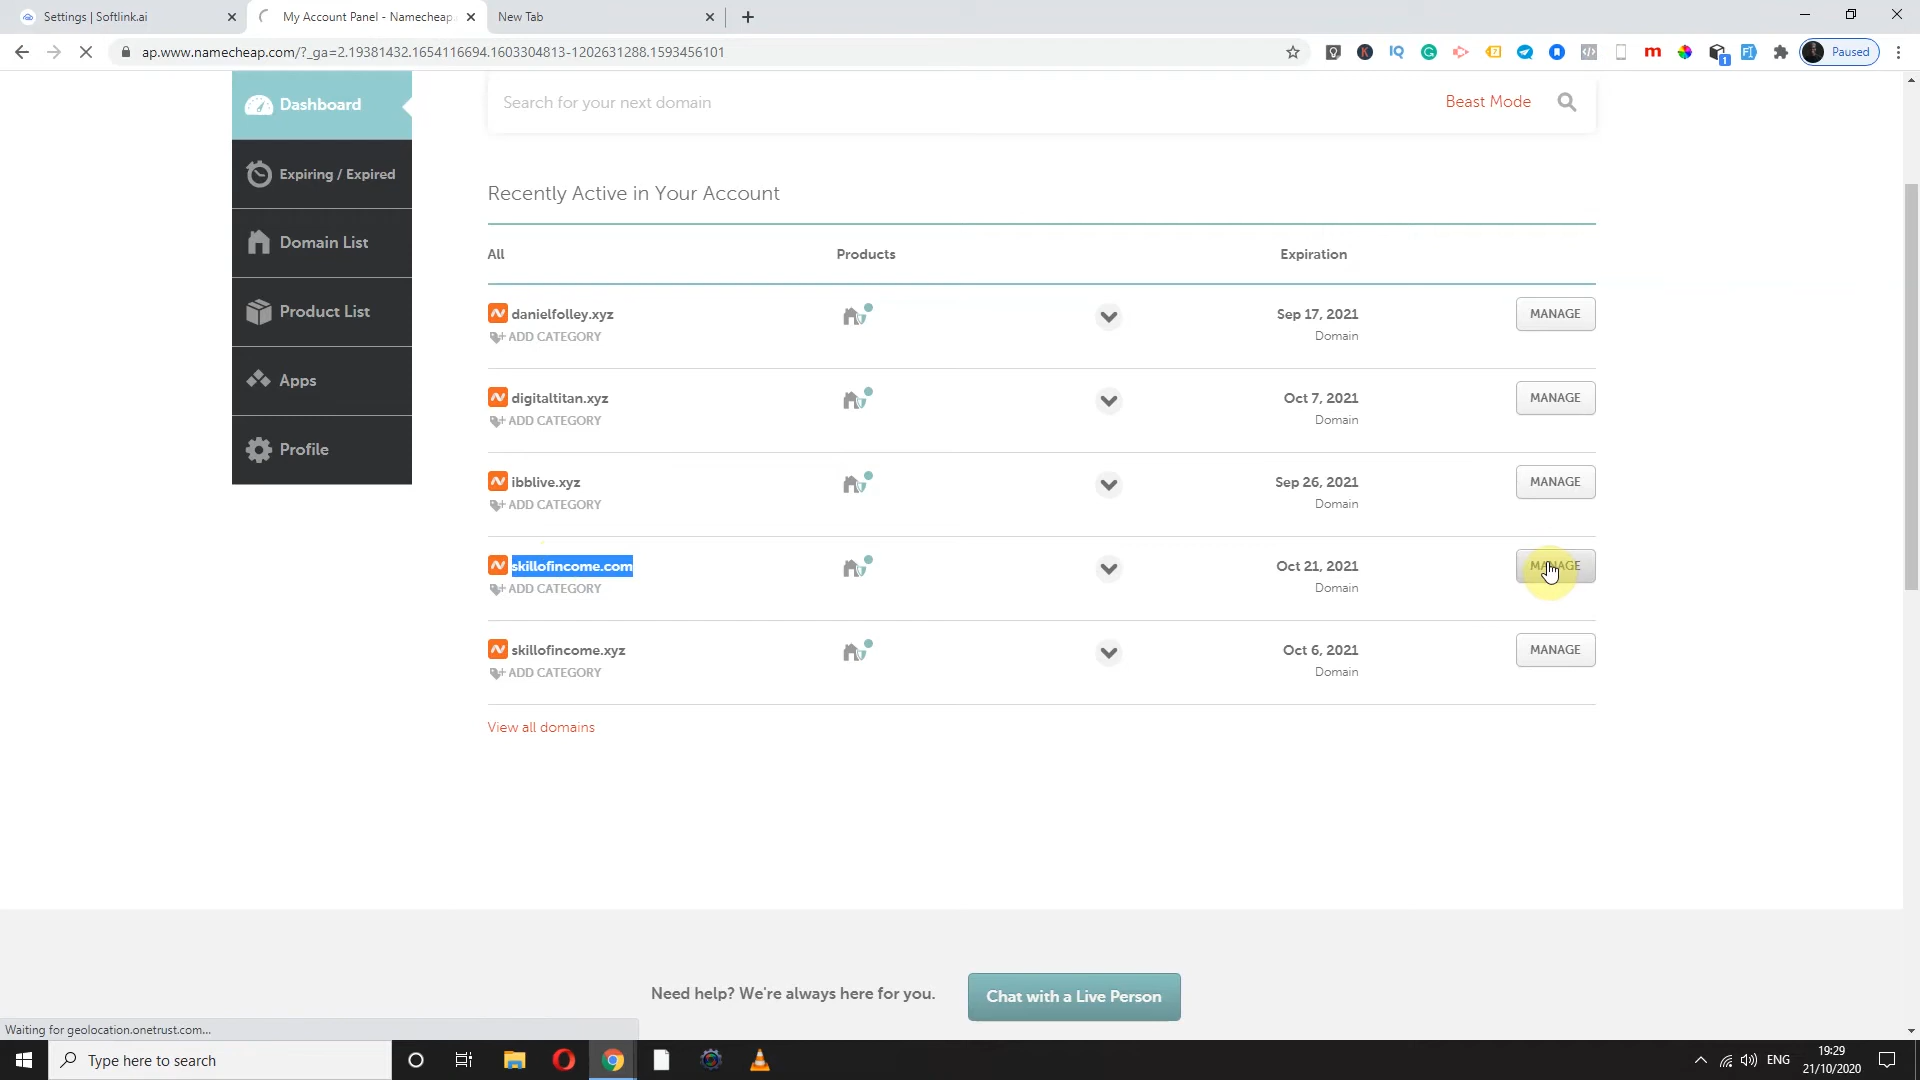 Settings | Softlink.ai
My Account Panel - Namecheap.
New Tab
ap.www.namecheap.com/?_ga=2.19381432.1654116694.1603304813-1202631288.1593456101
Paused
Dashboard
Search for your next domain
Beast Mode
Expiring / Expired
Domain List
Product List
Apps
Profile
Recently Active in Your Account
All Products Expiration
danielfolley.xyz Sep 17, 2021 MANAGE
ADD CATEGORY Domain
digitaltitan.xyz Oct 7, 2021 MANAGE
ADD CATEGORY Domain
ibblive.xyz Sep 26, 2021 MANAGE
ADD CATEGORY Domain
skillofincome.com Oct 21, 2021 MANAGE
ADD CATEGORY Domain
skillofincome.xyz Oct 6, 2021 MANAGE
ADD CATEGORY Domain
View all domains
Need help? We're always here for you.
Chat with a Live Person
Waiting for geolocation.onetrust.com...
Type here to search
ENG
19:29
21/10/2020